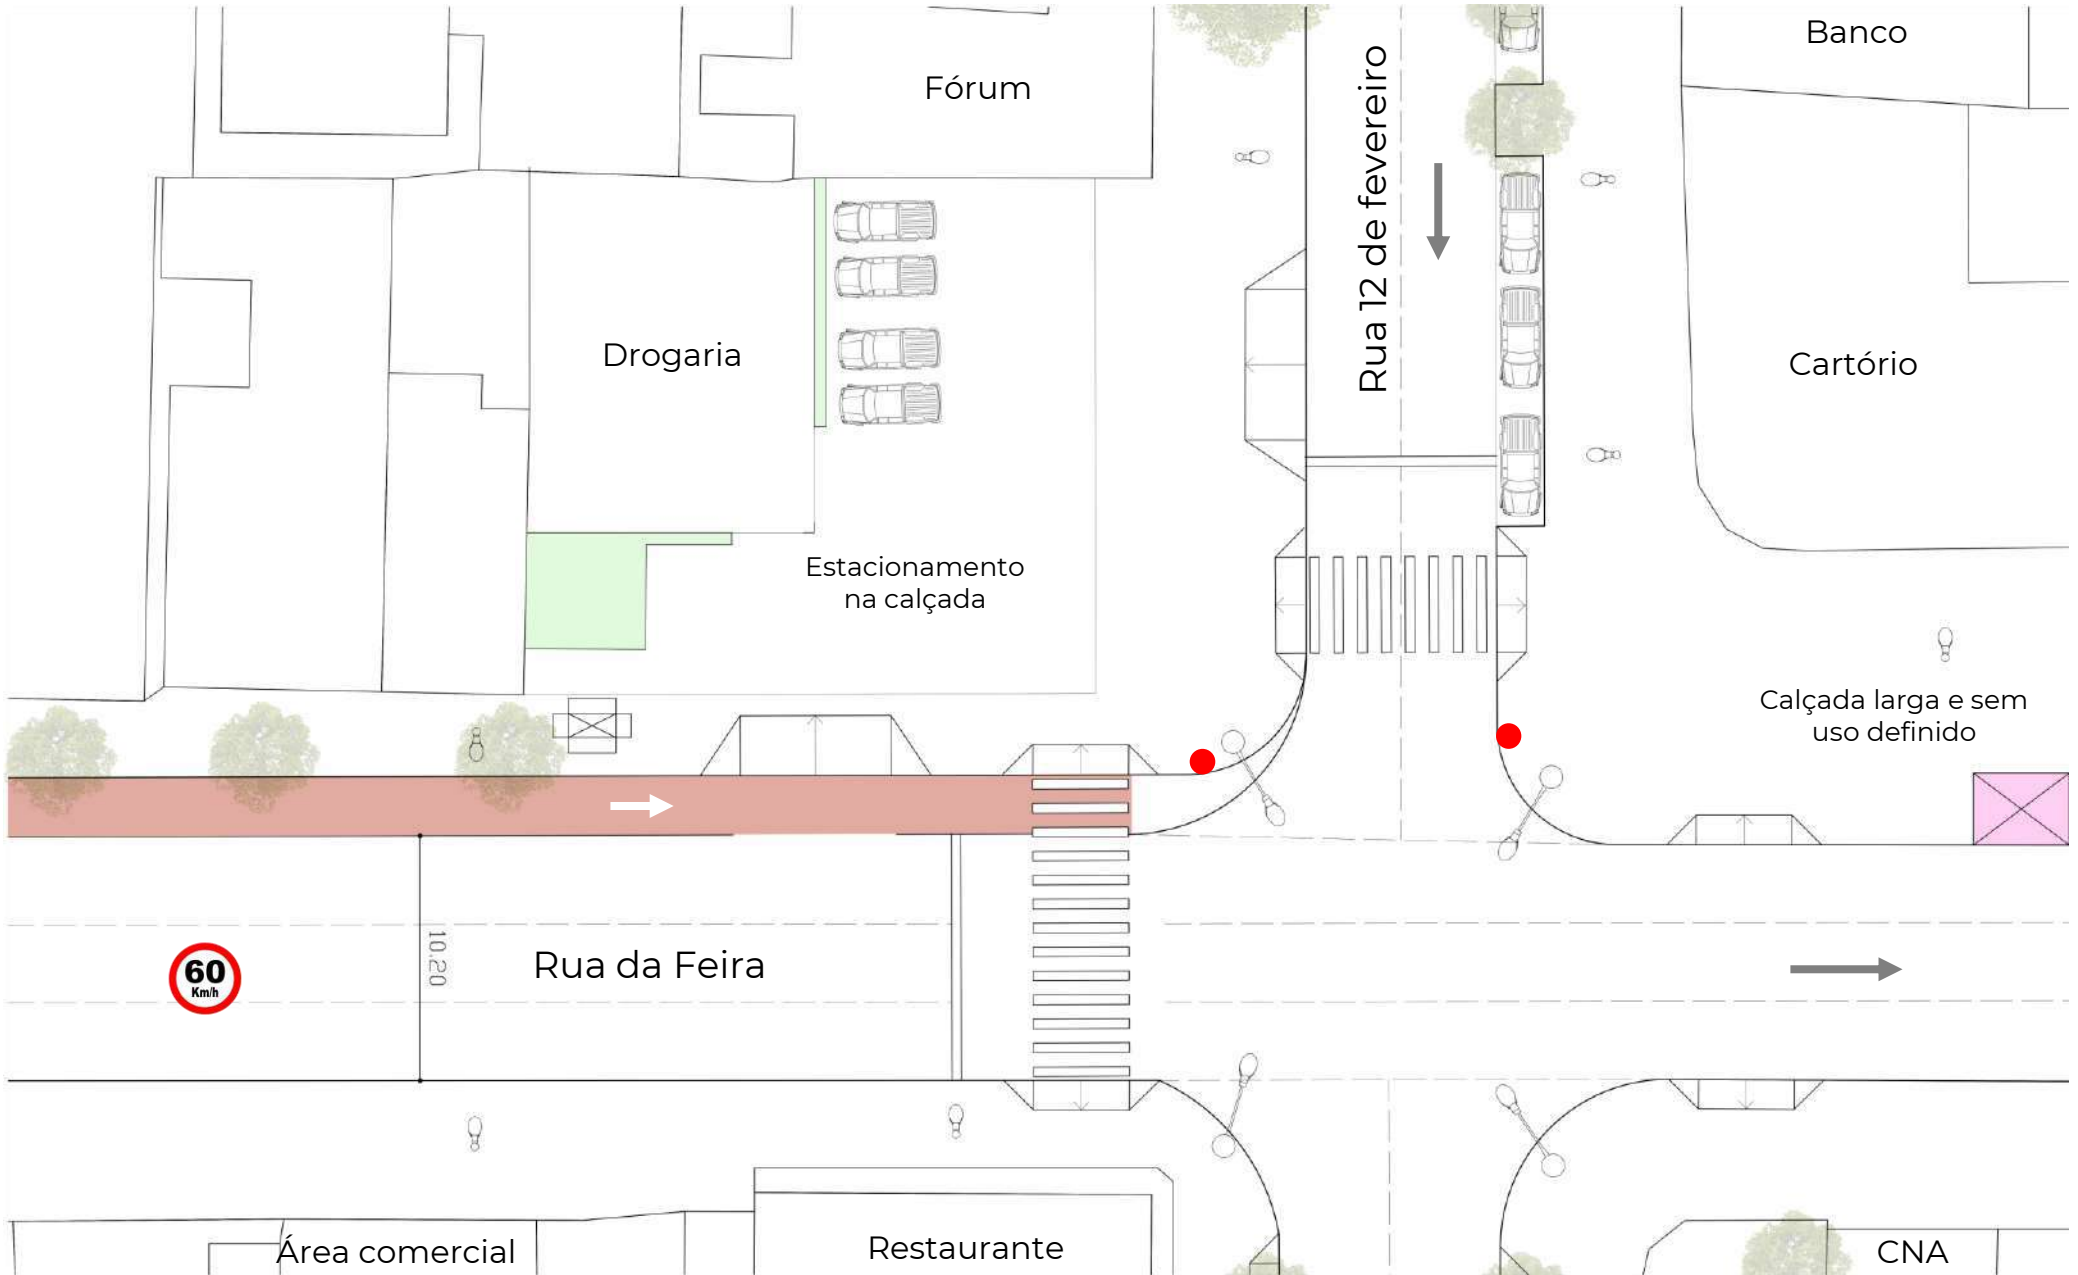 Banco
Fórum
Rua 12 de fevereiro
Drogaria
Cartório
Estacionamento
na calçada
Calçada larga e sem
uso definido
60
Km/h
10.20
Rua da Feira
Área comercial
Restaurante
CNA